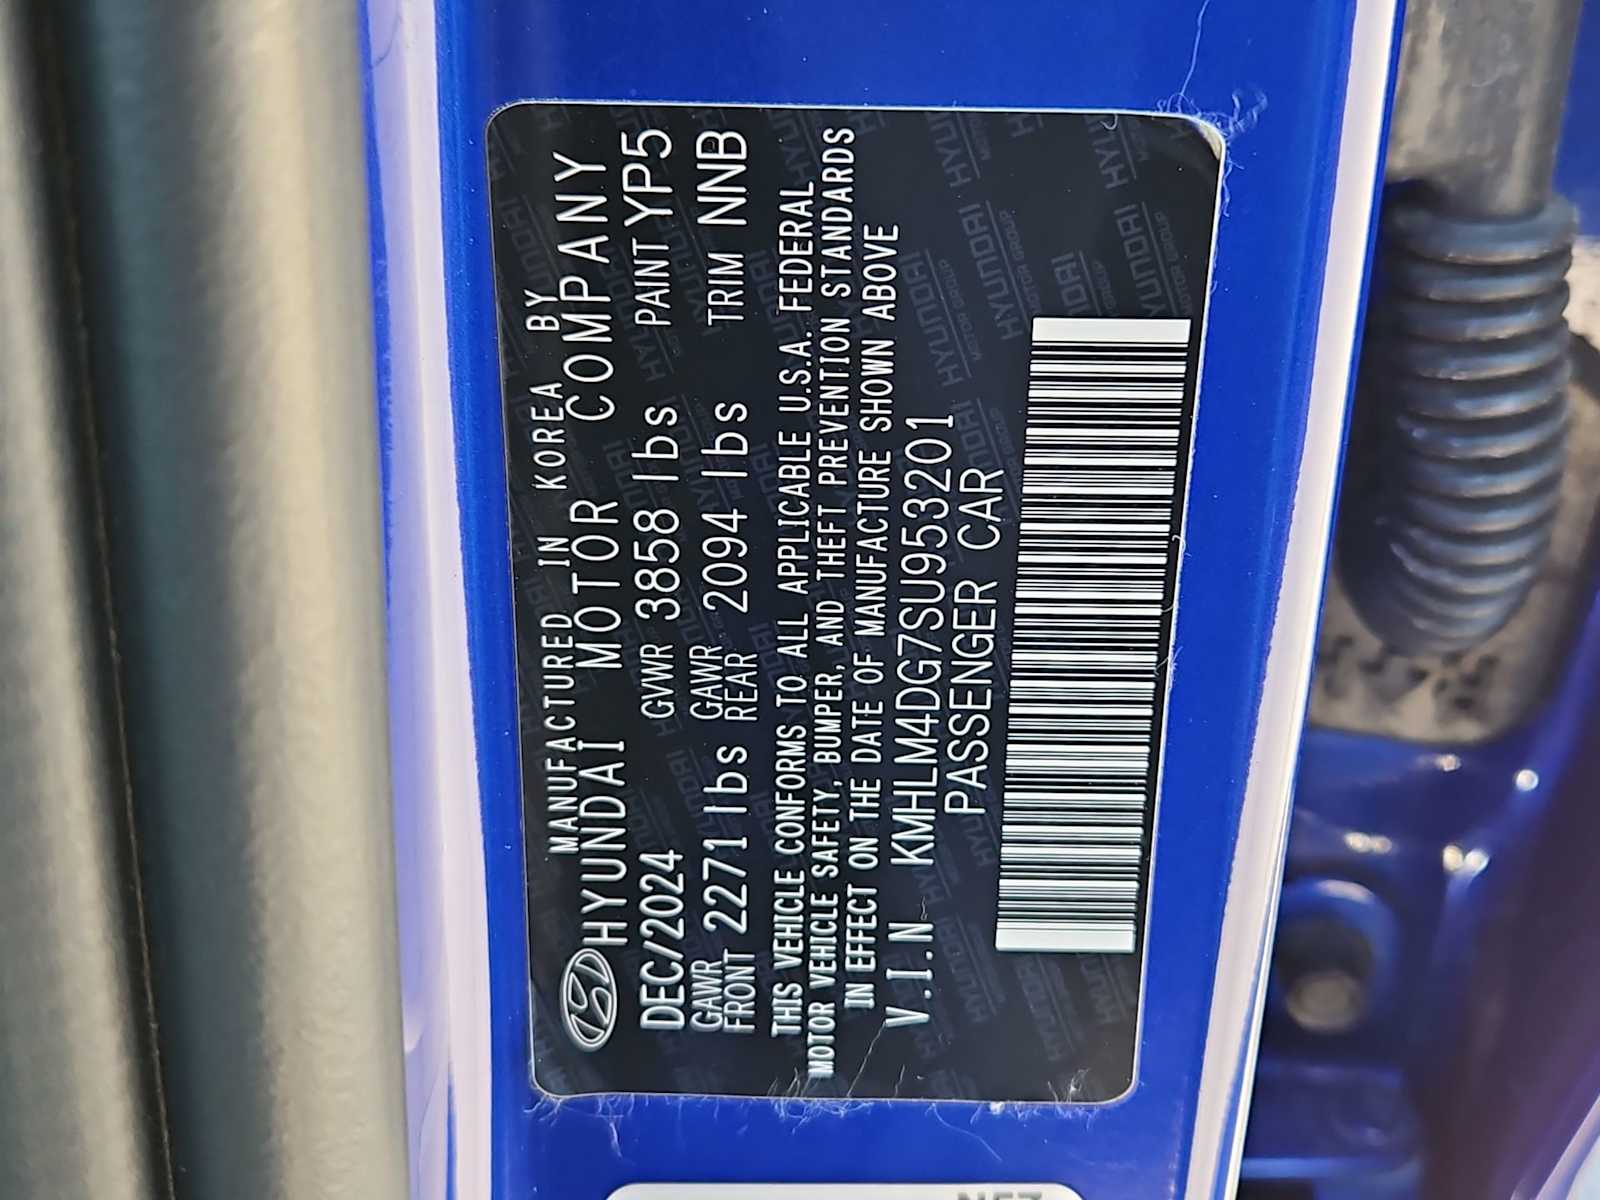 MANUFACTURED IN KOREA BY
HYUNDAI MOTOR COMPANY
DEC/2024 GVWR 3858 lbs PAINT YP5
GAWR FRONT 2271 lbs GAWR REAR 2094 lbs TRIM NNB
THIS VEHICLE CONFORMS TO ALL APPLICABLE U.S.A. FEDERAL
MOTOR VEHICLE SAFETY, BUMPER, AND THEFT PREVENTION STANDARDS
IN EFFECT ON THE DATE OF MANUFACTURE SHOWN ABOVE
V.I.N KMHLM4DG7SU953201
PASSENGER CAR